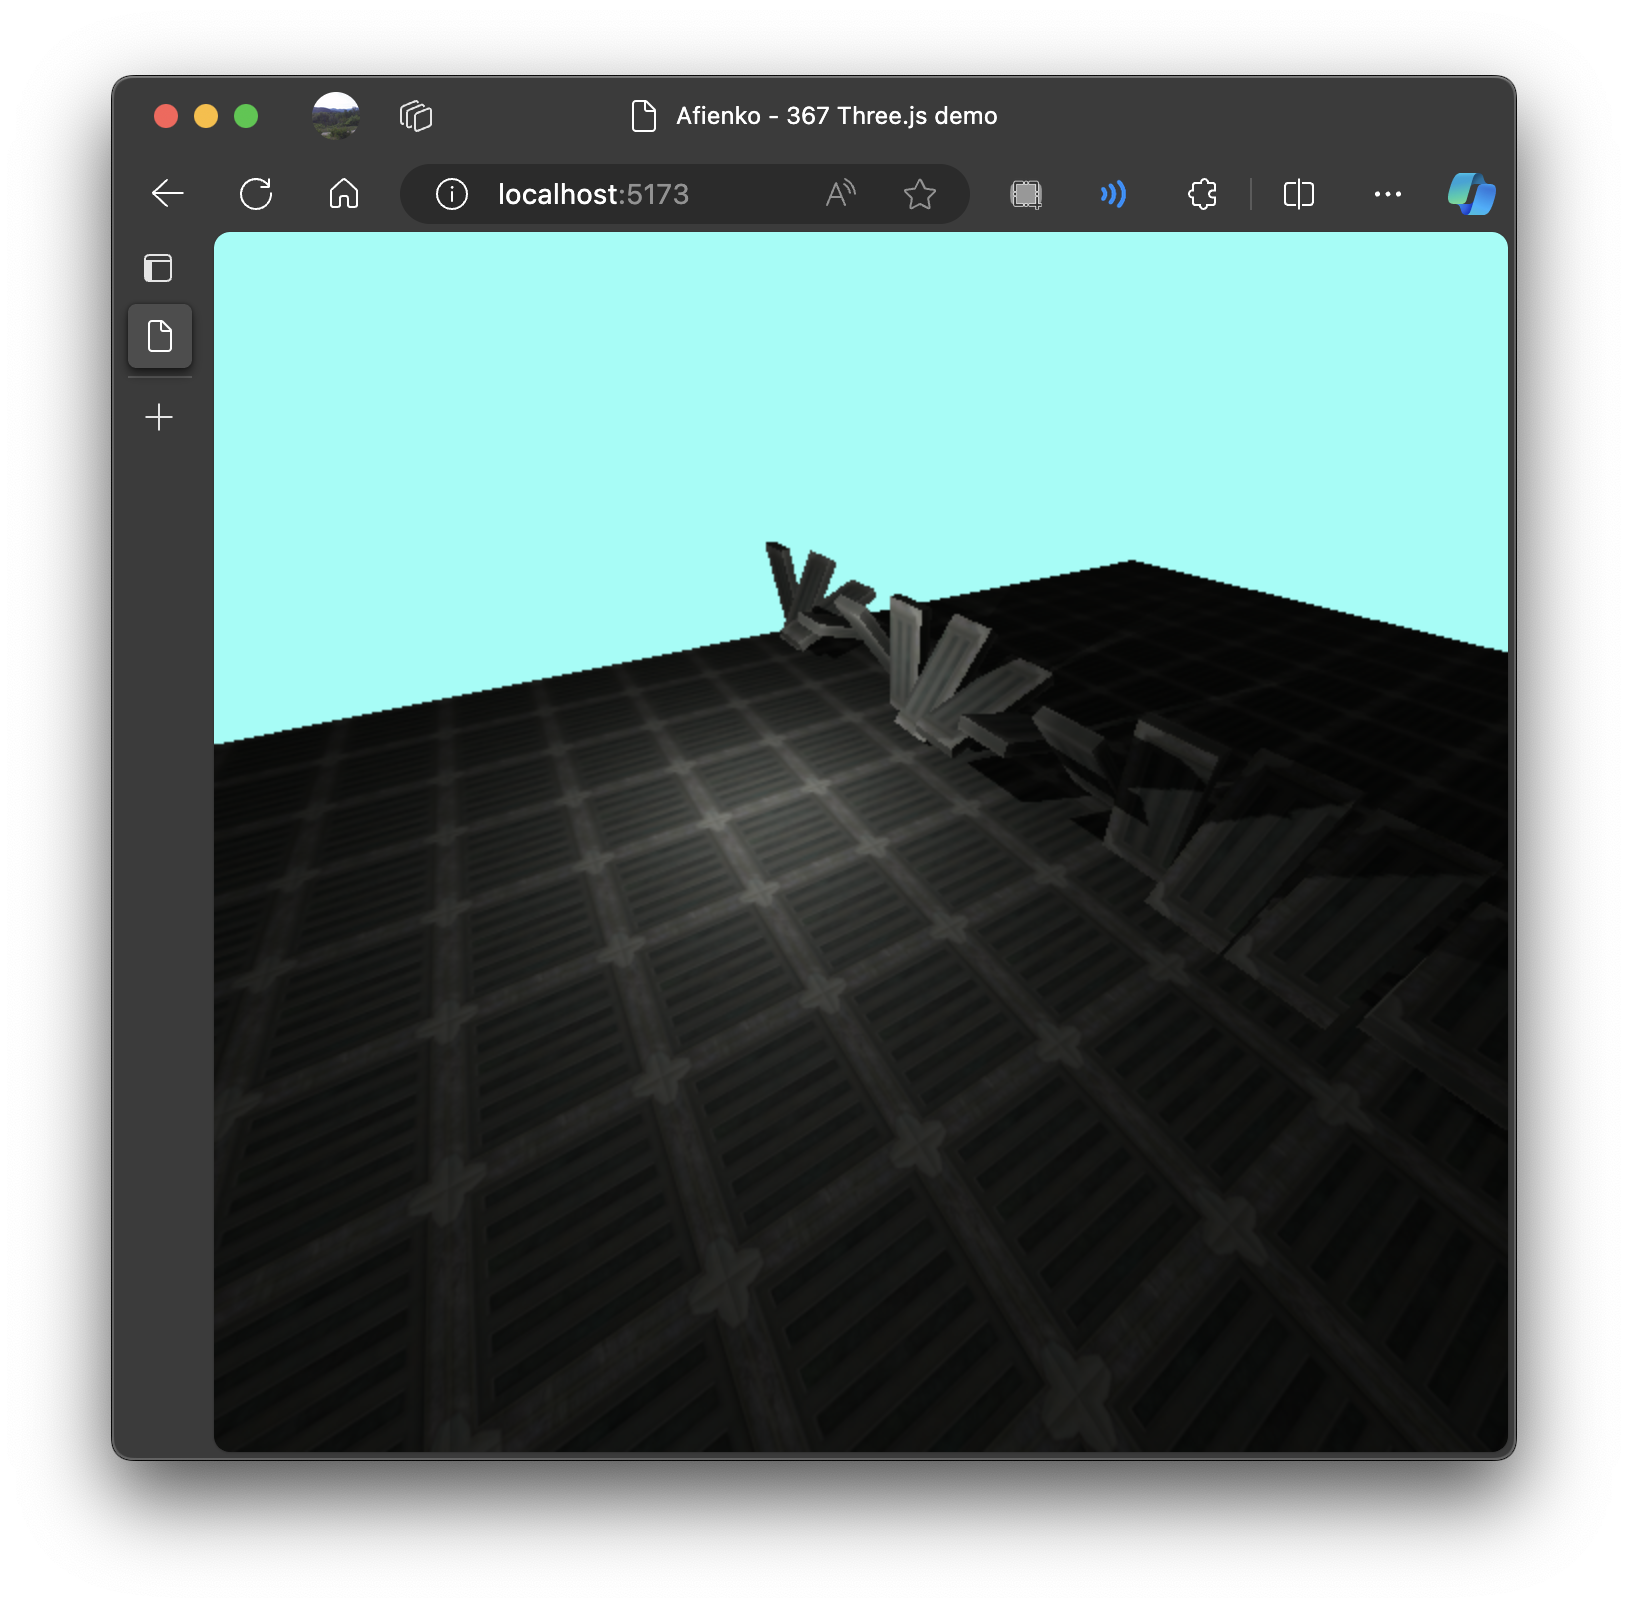 Afienko - 367 Three.js demo
localhost:5173